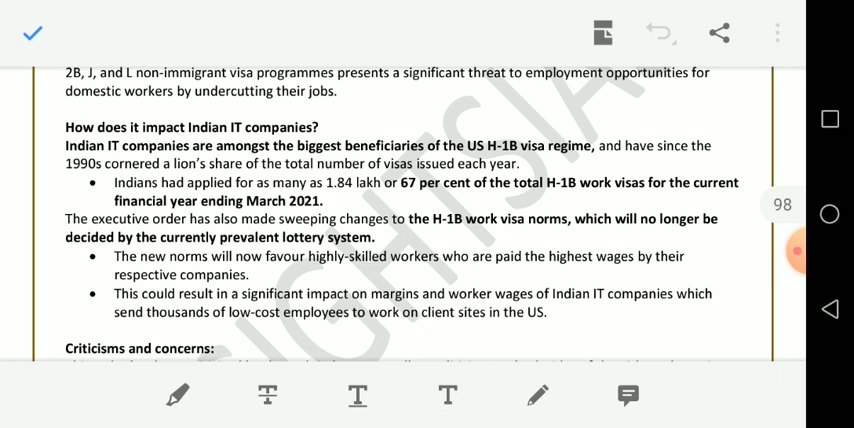 2B, J, and L non-immigrant visa programmes presents a significant threat to employment opportunities for
domestic workers by undercutting their jobs.
How does it impact Indian IT companies?
Indian IT companies are amongst the biggest beneficiaries of the US H-1B visa regime, and have since the
1990s cornered a lion's share of the total number of visas issued each year.
• Indians had applied for as many as 1.84 lakh or 67 per cent of the total H-1B work visas for the current
financial year ending March 2021.
The executive order has also made sweeping changes to the H-1B work visa norms, which will no longer be
decided by the currently prevalent lottery system.
• The new norms will now favour highly-skilled workers who are paid the highest wages by their
respective companies.
• This could result in a significant impact on margins and worker wages of Indian IT companies which
send thousands of low-cost employees to work on client sites in the US.
Criticisms and concerns:
98
SIGHTSIA
T
T
T